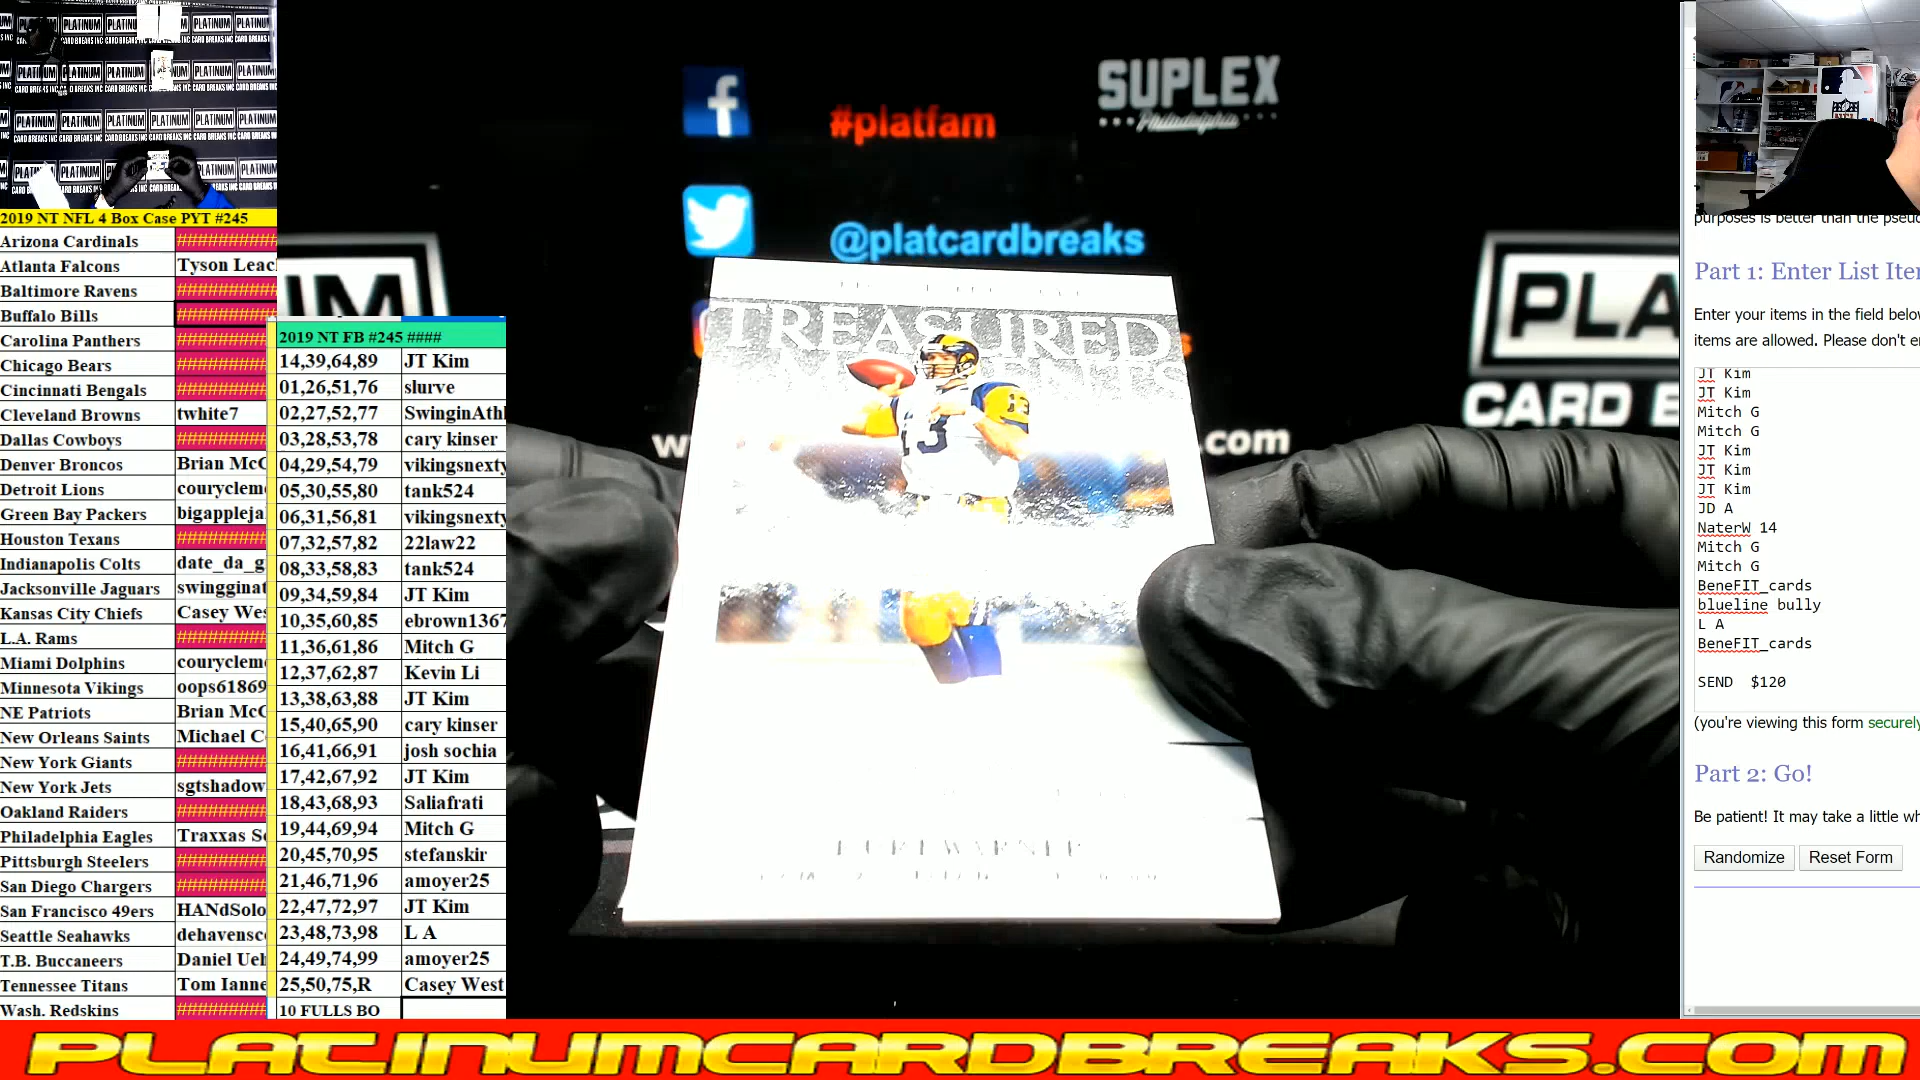 2019 NT NFL 4 Box Case PYT #245
Arizona Cardinals ##########
Atlanta Falcons Tyson Leac
Baltimore Ravens ##########
Buffalo Bills ##########
Carolina Panthers ##########
Chicago Bears ##########
Cincinnati Bengals ##########
Cleveland Browns twhite7
Dallas Cowboys ##########
Denver Broncos Brian McC
Detroit Lions couryclem
Green Bay Packers bigappleja
Houston Texans ##########
Indianapolis Colts date_da_g
Jacksonville Jaguars swingginat
Kansas City Chiefs Casey Wes
L.A. Rams ##########
Miami Dolphins couryclem
Minnesota Vikings oops61869
NE Patriots Brian McC
New Orleans Saints Michael C
New York Giants ##########
New York Jets sgtshadow
Oakland Raiders ##########
Philadelphia Eagles Traxxas S
Pittsburgh Steelers ##########
San Diego Chargers ##########
San Francisco 49ers HANdSolo
Seattle Seahawks dehavensc
T.B. Buccaneers Daniel Ueh
Tennessee Titans Tom Ianne
Wash. Redskins ##########
2019 NT FB #245 ####
14,39,64,89 JT Kim
01,26,51,76 slurve
02,27,52,77 SwinginAth
03,28,53,78 cary kinser
04,29,54,79 vikingsnexty
05,30,55,80 tank524
06,31,56,81 vikingsnexty
07,32,57,82 22law22
08,33,58,83 tank524
09,34,59,84 JT Kim
10,35,60,85 ebrown1367
11,36,61,86 Mitch G
12,37,62,87 Kevin Li
13,38,63,88 JT Kim
15,40,65,90 cary kinser
16,41,66,91 josh sochia
17,42,67,92 JT Kim
18,43,68,93 Saliafrati
19,44,69,94 Mitch G
20,45,70,95 stefanskir
21,46,71,96 amoyer25
22,47,72,97 JT Kim
23,48,73,98 L A
24,49,74,99 amoyer25
25,50,75,R Casey West
10 FULLS BO
#platfam
SUPLEX
Philadelphia
@platcardbreaks
TREASURED
13
w
.com
PLA
CARD B
purposes is better than the pseud
Part 1: Enter List Iter
Enter your items in the field below
items are allowed. Please don't e
JT Kim
JT Kim
Mitch G
Mitch G
JT Kim
JT Kim
JT Kim
JD A
NaterW 14
Mitch G
Mitch G
BeneFIT_cards
blueline bully
L A
BeneFIT_cards
SEND $120
(you're viewing this form securely
Part 2: Go!
Be patient! It may take a little wh
Randomize Reset Form
PLATINUMCARDBREAKS.COM